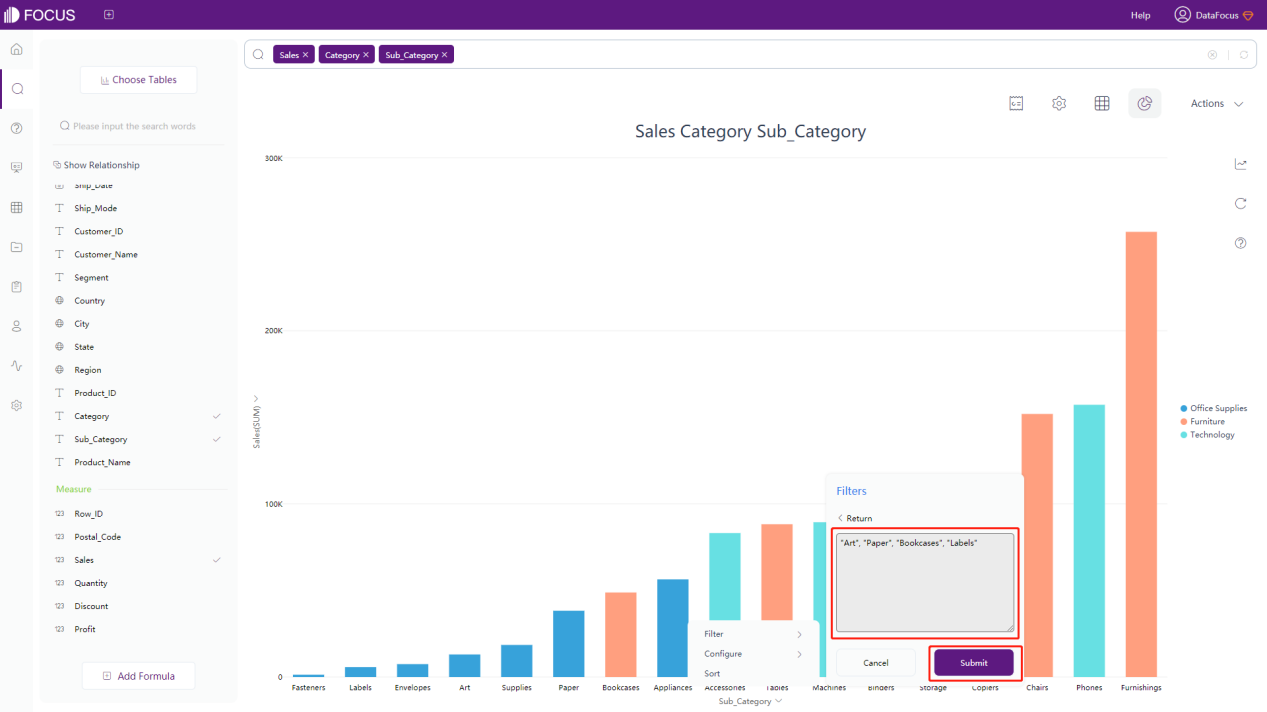 FOCUS
Help
DataFocus
Choose Tables
Sales ×
Category ×
Sub_Category ×
Please input the search words
Actions
Sales Category Sub_Category
Show Relationship
Ship_Date
Ship_Mode
Customer_ID
Customer_Name
Segment
Country
City
State
Region
Product_ID
Category
Sub_Category
Product_Name
Measure
123 Row_ID
123 Postal_Code
123 Sales
123 Quantity
123 Discount
123 Profit
Add Formula
300K
200K
100K
0
Sales(SUM)
Office Supplies
Furniture
Technology
Filters
Return
"Art", "Paper", "Bookcases", "Labels"
Cancel
Submit
Filter
Configure
Sort
Fasteners
Labels
Envelopes
Art
Supplies
Paper
Bookcases
Appliances
Accessories
Tables
Machines
Binders
Storage
Copiers
Chairs
Phones
Furnishings
Sub_Category